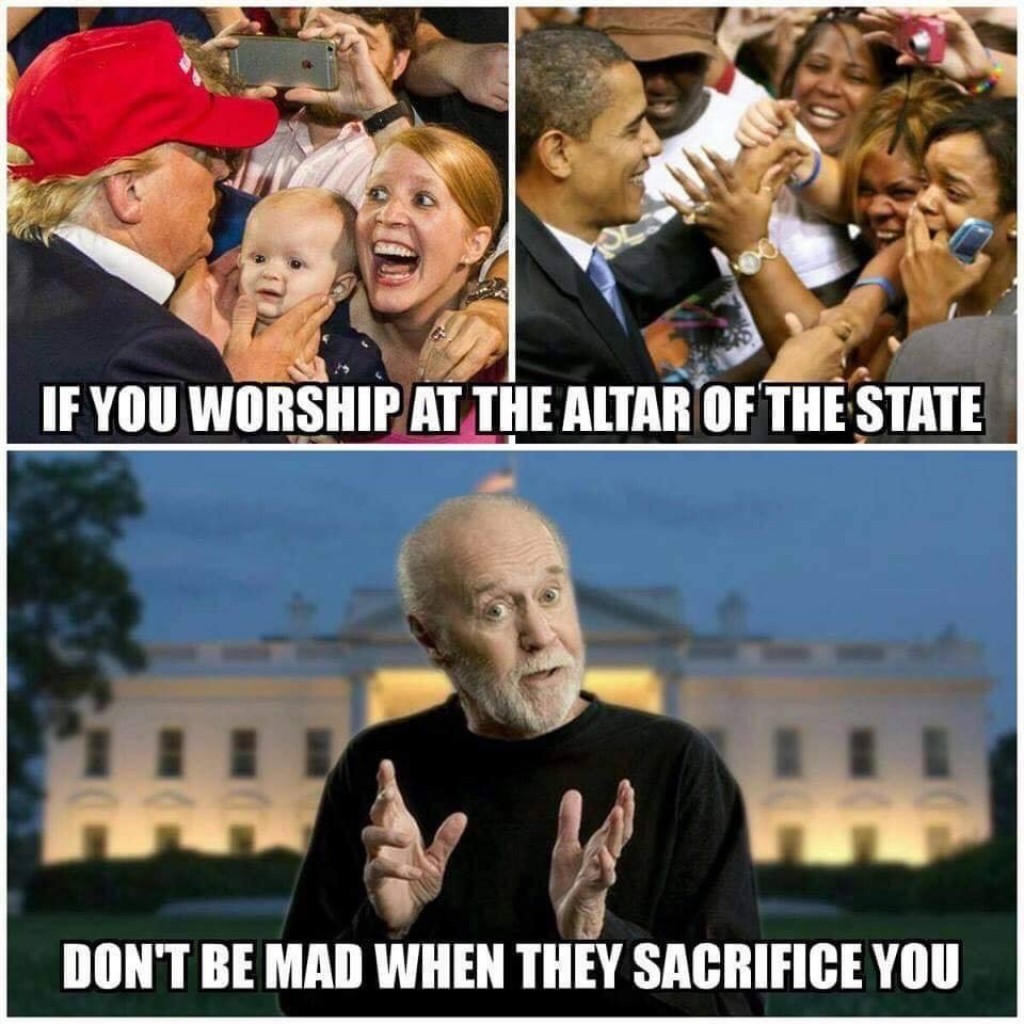 IF YOU WORSHIP AT THE ALTAR OF THE STATE
DON'T BE MAD WHEN THEY SACRIFICE YOU